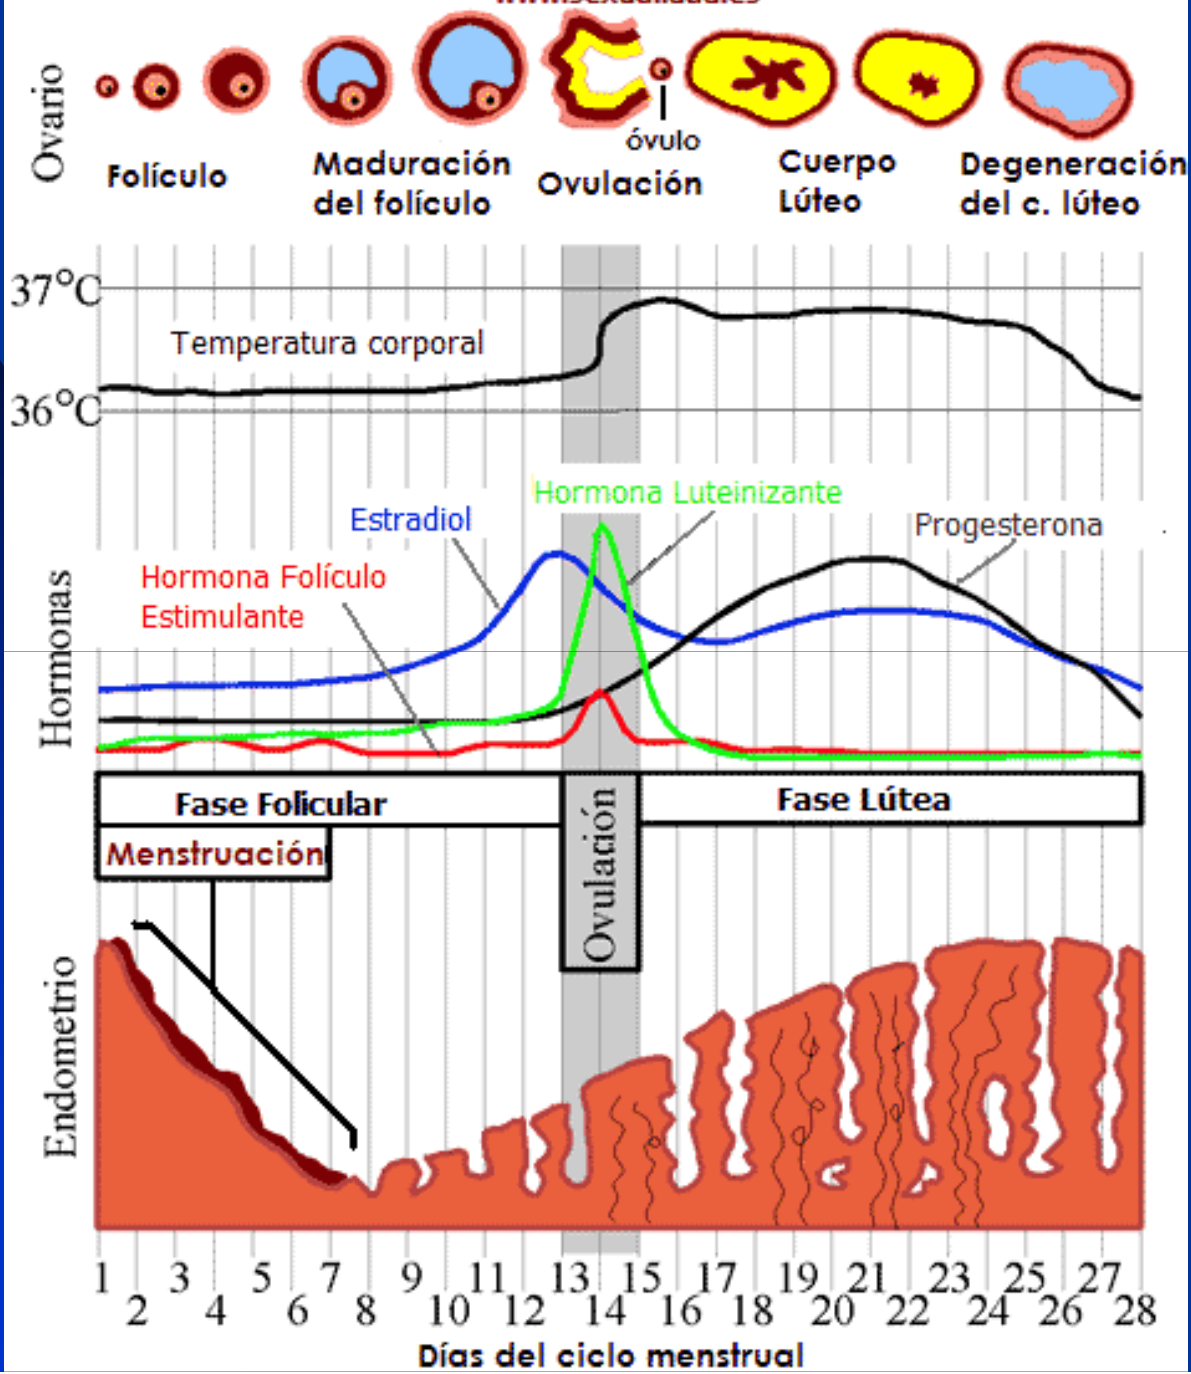 Ovario
óvulo
Folículo
Maduración
del folículo
Ovulación
Cuerpo
Lúteo
Degeneración
del c. lúteo
37°C
Temperatura corporal
36°C
Hormonas
Hormona Luteinizante
Estradiol
Progesterona
Hormona Folículo
Estimulante
Fase Folicular
Ovulación
Fase Lútea
Menstruación
Endometrio
1 3 5 7 9 11 13 15 17 19 21 23 25 27
2 4 6 8 10 12 14 16 18 20 22 24 26 28
Días del ciclo menstrual